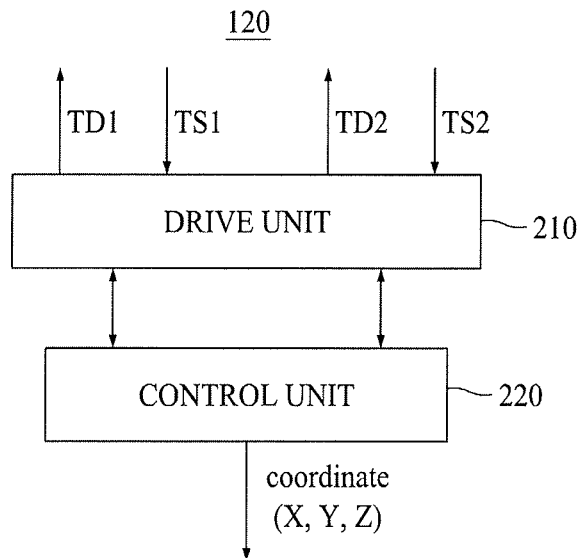 120
TD1 TS1 TD2 TS2
DRIVE UNIT
210
CONTROL UNIT
220
coordinate
(X, Y, Z)